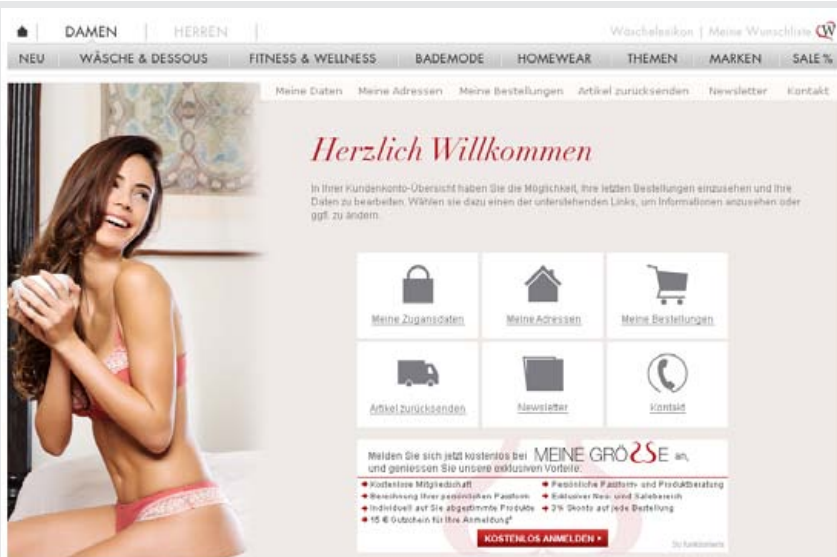 DAMEN HERREN Wäschelexikon | Meine Wunschliste
NEU WÄSCHE & DESSOUS FITNESS & WELLNESS BADEMODE HOMEWEAR THEMEN MARKEN SALE %
Meine Daten Meine Adressen Meine Bestellungen Artikel zurücksenden Newsletter Kontakt
Herzlich Willkommen
In Ihrer Kundenkonto-Übersicht haben Sie die Möglichkeit, Ihre letzten Bestellungen einzusehen und Ihre
Daten zu bearbeiten. Wählen sie dazu einen der unterstehenden Links, um Informationen anzusehen oder
ggfl. zu ändern.
Meine Zugansdaten Meine Adressen Meine Bestellungen
Artikel zurücksenden Newsletter Kontakt
Melden Sie sich jetzt kostenlos bei MEINE GRÖSSE an,
und geniessen Sie unsere exklusiven Vorteile:
Kostenlose Mitgliedschaft Persönliche Passform- und Produktberatung
Berechnung Ihrer persönlichen Passform Exklusiver Neu- und Salebereich
Individuell auf Sie abgestimmte Produkte 3% Skonto auf jede Bestellung
15 € Gutschein für Ihre Anmeldung*
KOSTENLOS ANMELDEN
So funktionierts